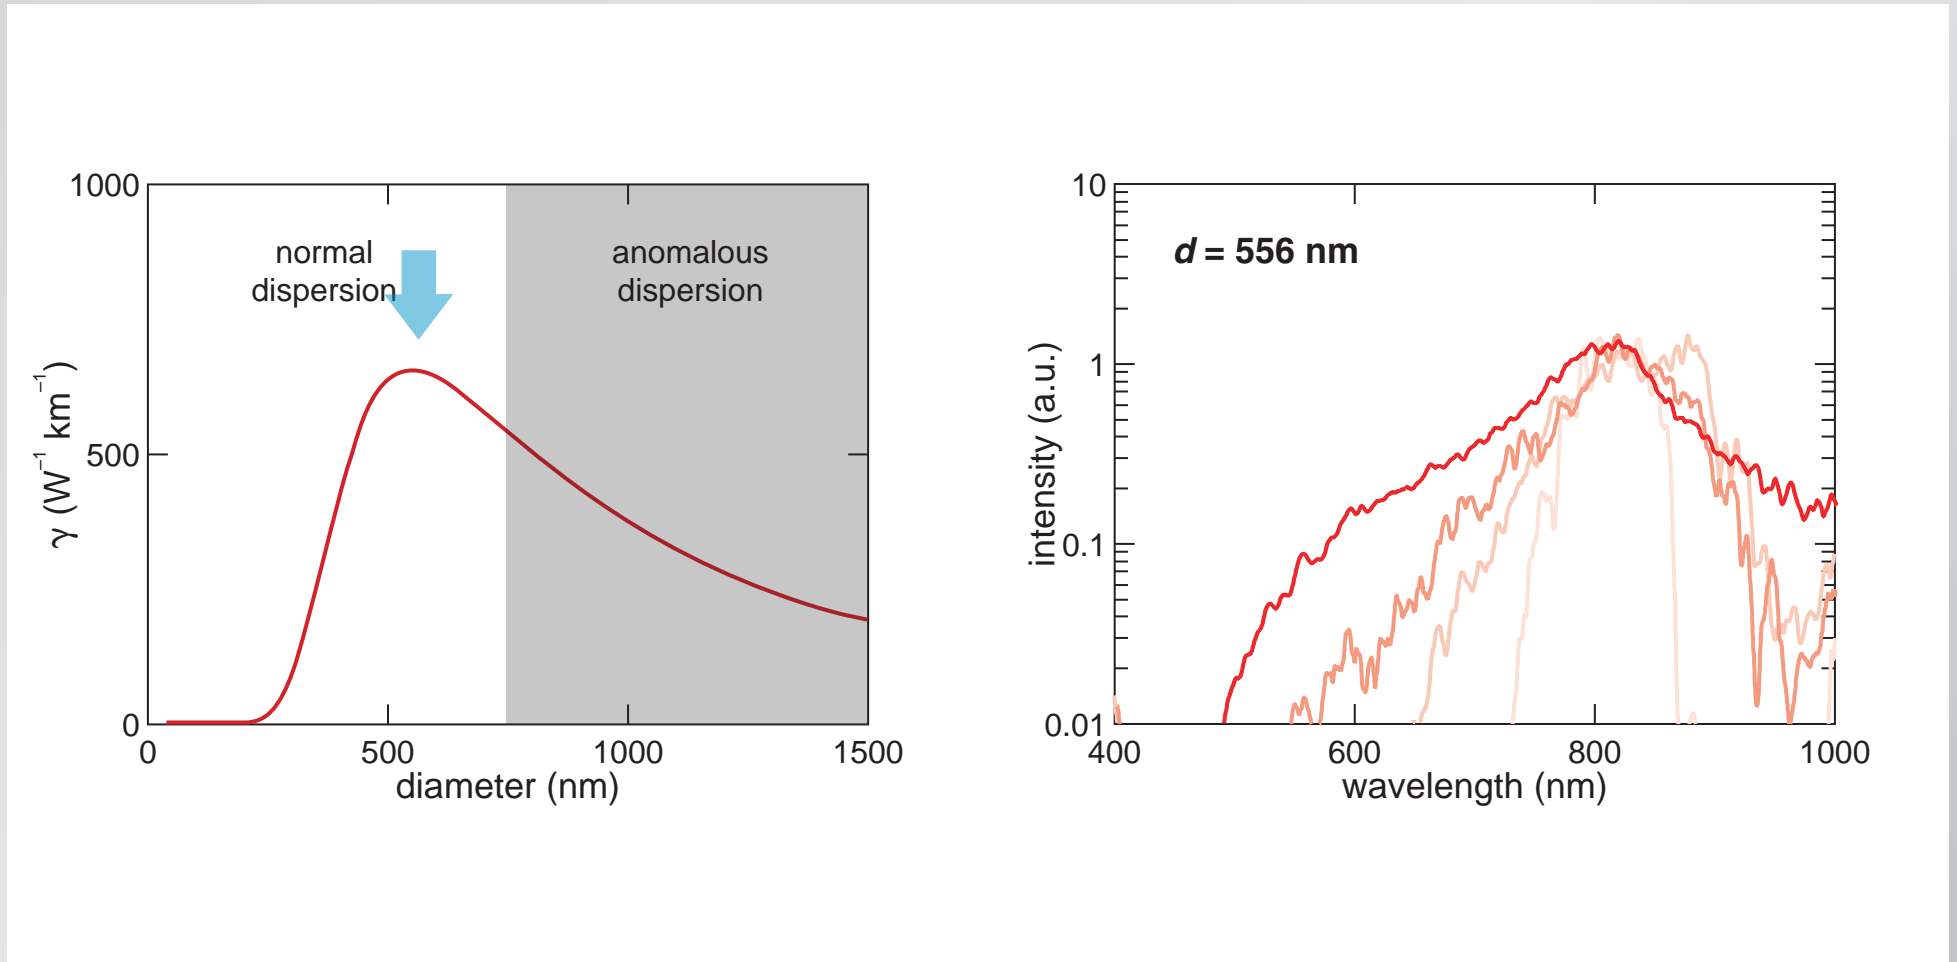 1000
500
0
0
500
1000
1500
γ (W⁻¹ km⁻¹)
normal
dispersion
anomalous
dispersion
diameter (nm)
10
1
0.1
0.01
400
600
800
1000
intensity (a.u.)
d = 556 nm
wavelength (nm)